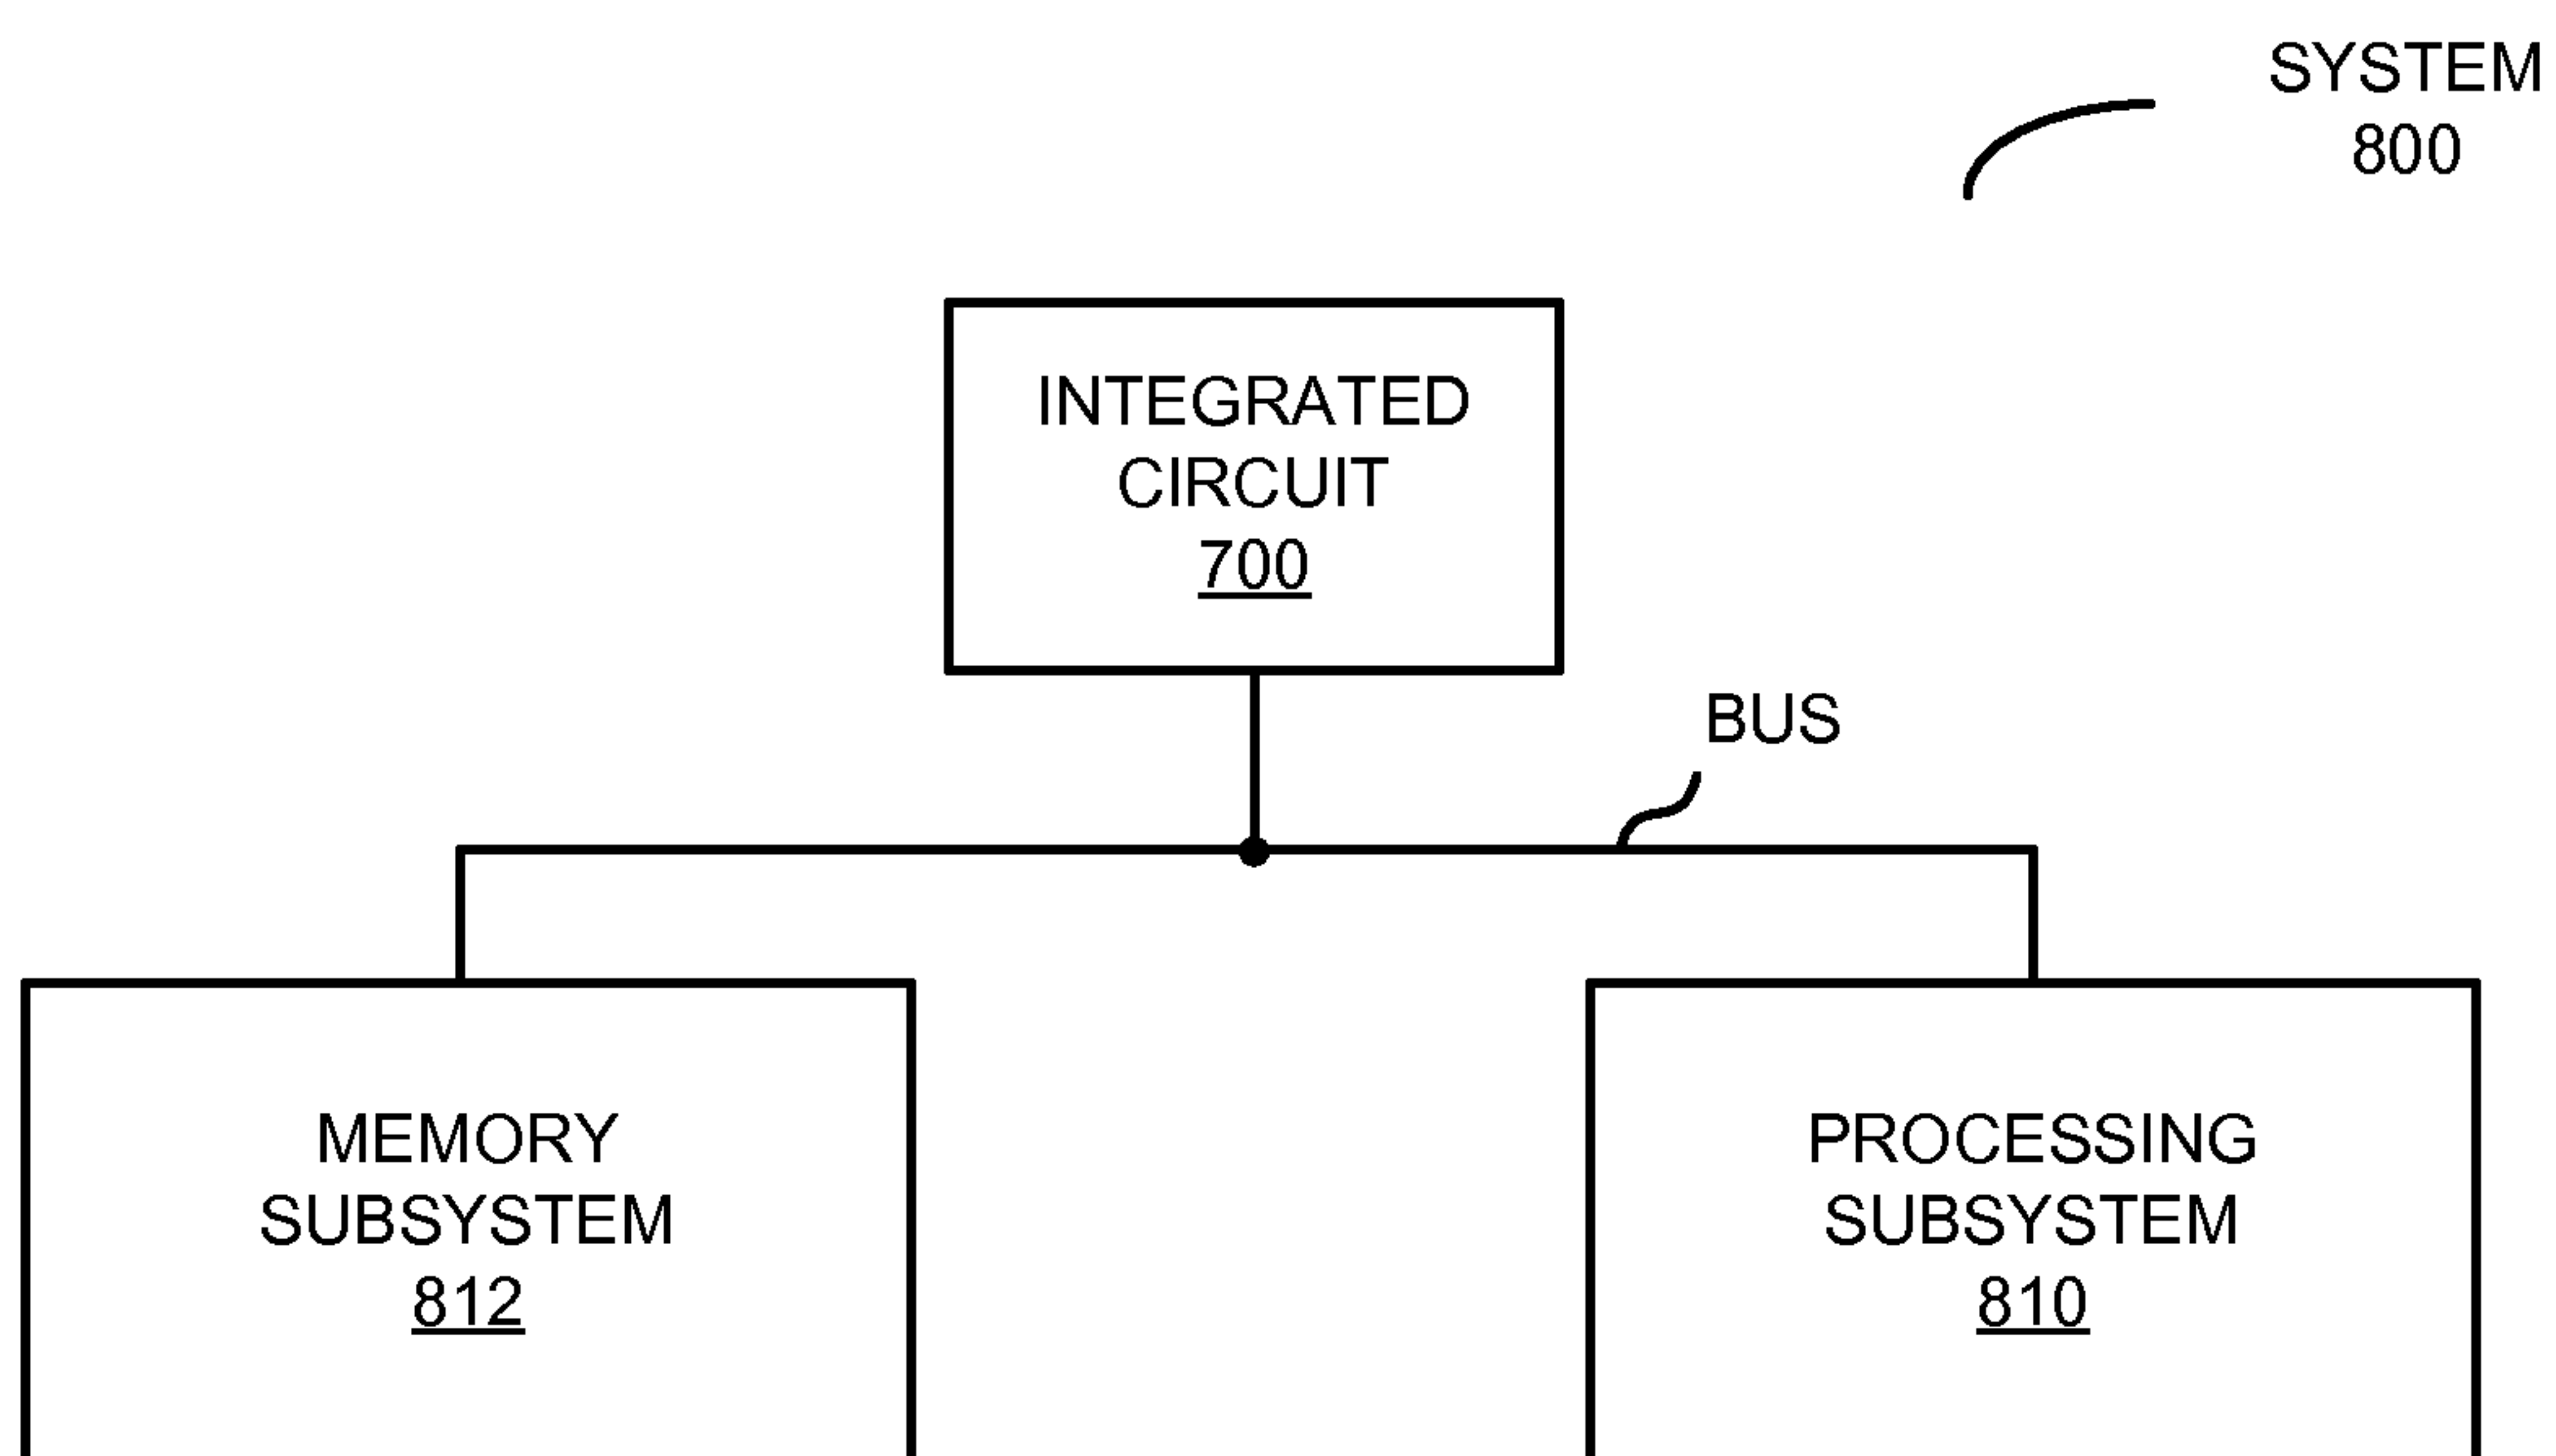 SYSTEM
800
INTEGRATED
CIRCUIT
700
BUS
MEMORY
SUBSYSTEM
812
PROCESSING
SUBSYSTEM
810